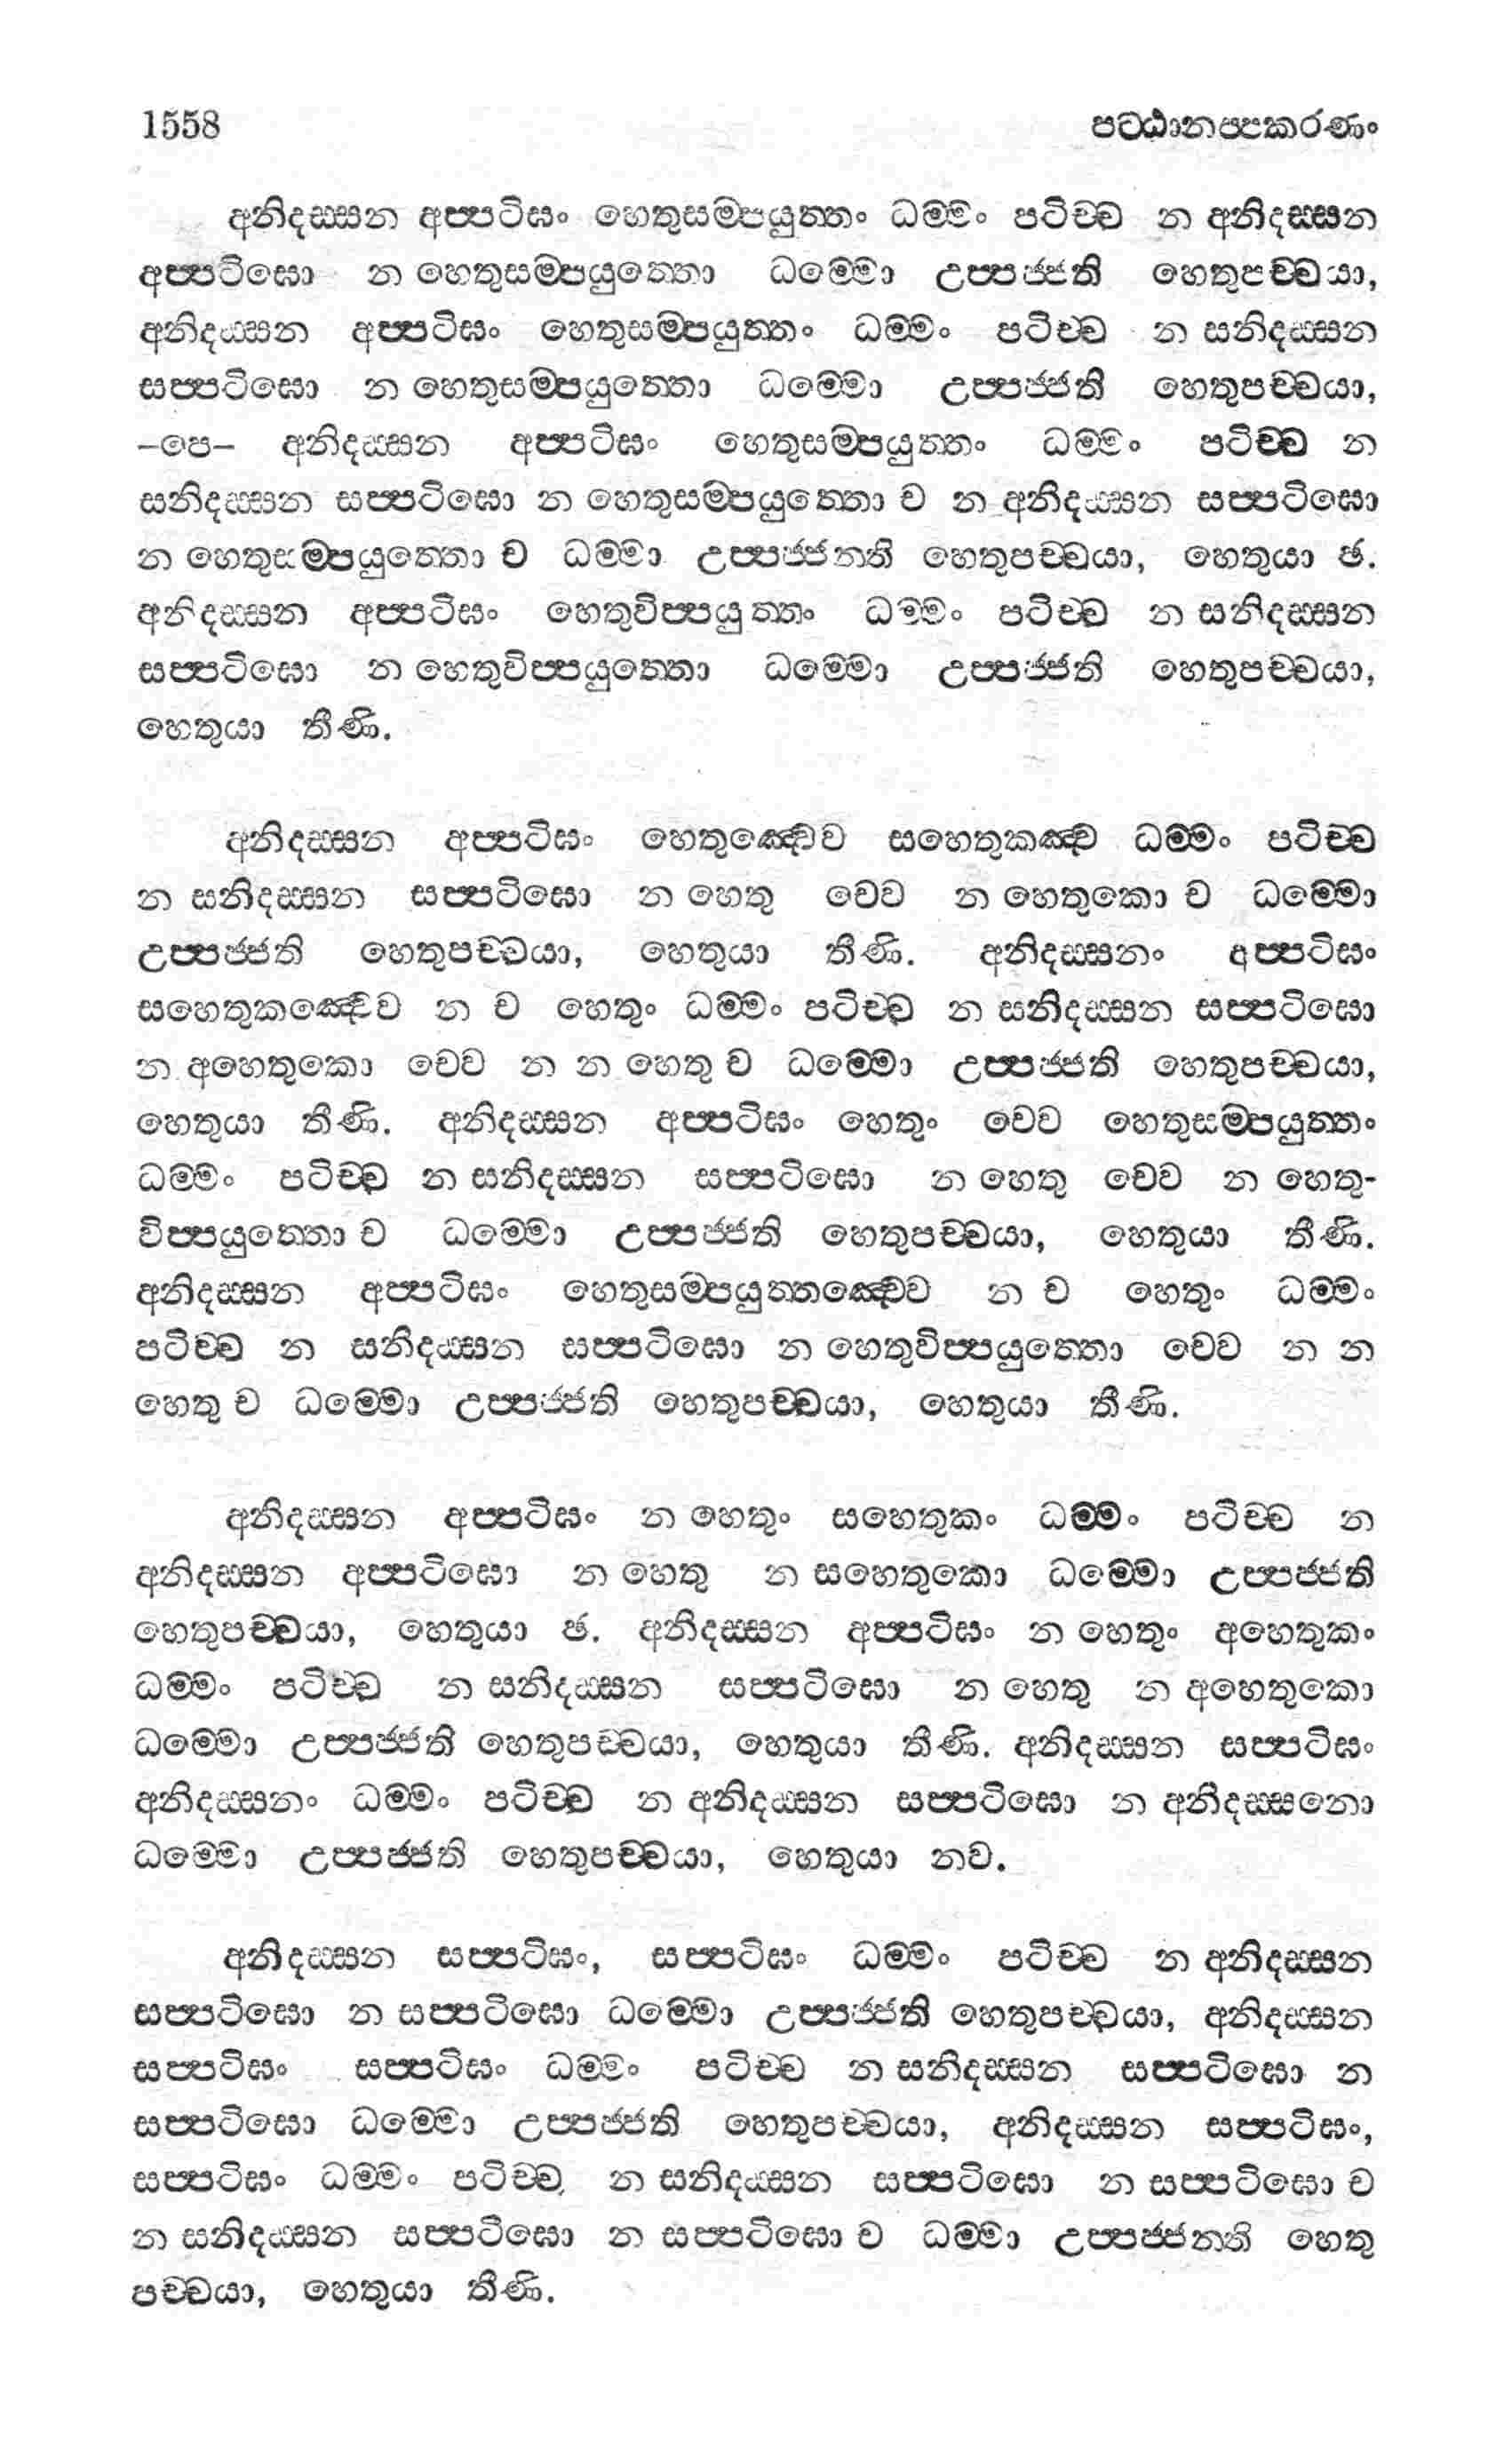 1558 පට්ඨානප්පකරණං
අනිදස්සන අප්පටිඝං හෙතුසම්පයුත්තං ධම්මං පටිච්ච න අනිදස්සන
අප්පටිඝො න හෙතුසම්පයුත්තො ධම්මො උප්පජ්ජති හෙතුපච්චයා,
අනිදස්සන අප්පටිඝං හෙතුසම්පයුත්තං ධම්මං පටිච්ච න සනිදස්සන
සප්පටිඝො න හෙතුසම්පයුත්තො ධම්මො උප්පජ්ජති හෙතුපච්චයා,
–පෙ– අනිදස්සන අප්පටිඝං හෙතුසම්පයුත්තං ධම්මං පටිච්ච න
සනිදස්සන සප්පටිඝො න හෙතුසම්පයුත්තො ච න අනිදස්සන සප්පටිඝො
න හෙතුසම්පයුත්තො ච ධම්මා උප්පජ්ජන්ති හෙතුපච්චයා, හෙතුයා ඡ.
අනිදස්සන අප්පටිඝං හෙතුවිප්පයුත්තං ධම්මං පටිච්ච න සනිදස්සන
සප්පටිඝො න හෙතුවිප්පයුත්තො ධම්මො උප්පජ්ජති හෙතුපච්චයා,
හෙතුයා තීණි.
අනිදස්සන අප්පටිඝං හෙතුඤ්චෙව සහෙතුකඤ්ච ධම්මං පටිච්ච
න සනිදස්සන සප්පටිඝො න හෙතු චෙව න හෙතුකො ච ධම්මො
උප්පජ්ජති හෙතුපච්චයා, හෙතුයා තීණි. අනිදස්සනං අප්පටිඝං
සහෙතුකඤ්චෙව න ච හෙතුං ධම්මං පටිච්ච න සනිදස්සන සප්පටිඝො
න අහෙතුකො චෙව න න හෙතු ච ධම්මො උප්පජ්ජති හෙතුපච්චයා,
හෙතුයා තීණි. අනිදස්සන අප්පටිඝං හෙතුං චෙව හෙතුසම්පයුත්තං
ධම්මං පටිච්ච න සනිදස්සන සප්පටිඝො න හෙතු චෙව න හෙතු-
විප්පයුත්තො ච ධම්මො උප්පජ්ජති හෙතුපච්චයා, හෙතුයා තීණි.
අනිදස්සන අප්පටිඝං හෙතුසම්පයුත්තඤ්චෙව න ච හෙතුං ධම්මං
පටිච්ච න සනිදස්සන සප්පටිඝො න හෙතුවිප්පයුත්තො චෙව න න
හෙතු ච ධම්මො උප්පජ්ජති හෙතුපච්චයා, හෙතුයා තීණි.
අනිදස්සන අප්පටිඝං න හෙතුං සහෙතුකං ධම්මං පටිච්ච න
අනිදස්සන අප්පටිඝො න හෙතු න සහෙතුකො ධම්මො උප්පජ්ජති
හෙතුපච්චයා, හෙතුයා ඡ. අනිදස්සන අප්පටිඝං න හෙතුං අහෙතුකං
ධම්මං පටිච්ච න සනිදස්සන සප්පටිඝො න හෙතු න අහෙතුකො
ධම්මො උප්පජ්ජති හෙතුපච්චයා, හෙතුයා තීණි. අනිදස්සන සප්පටිඝං
අනිදස්සනං ධම්මං පටිච්ච න අනිදස්සන සප්පටිඝො න අනිදස්සනො
ධම්මො උප්පජ්ජති හෙතුපච්චයා, හෙතුයා නව.
අනිදස්සන සප්පටිඝං, සප්පටිඝං ධම්මං පටිච්ච න අනිදස්සන
සප්පටිඝො න සප්පටිඝො ධම්මො උප්පජ්ජති හෙතුපච්චයා, අනිදස්සන
සප්පටිඝං සප්පටිඝං ධම්මං පටිච්ච න සනිදස්සන සප්පටිඝො න
සප්පටිඝො ධම්මො උප්පජ්ජති හෙතුපච්චයා, අනිදස්සන සප්පටිඝං,
සප්පටිඝං ධම්මං පටිච්ච න සනිදස්සන සප්පටිඝො න සප්පටිඝො ච
න සනිදස්සන සප්පටිඝො න සප්පටිඝො ච ධම්මා උප්පජ්ජන්ති හෙතු
පච්චයා, හෙතුයා තීණි.